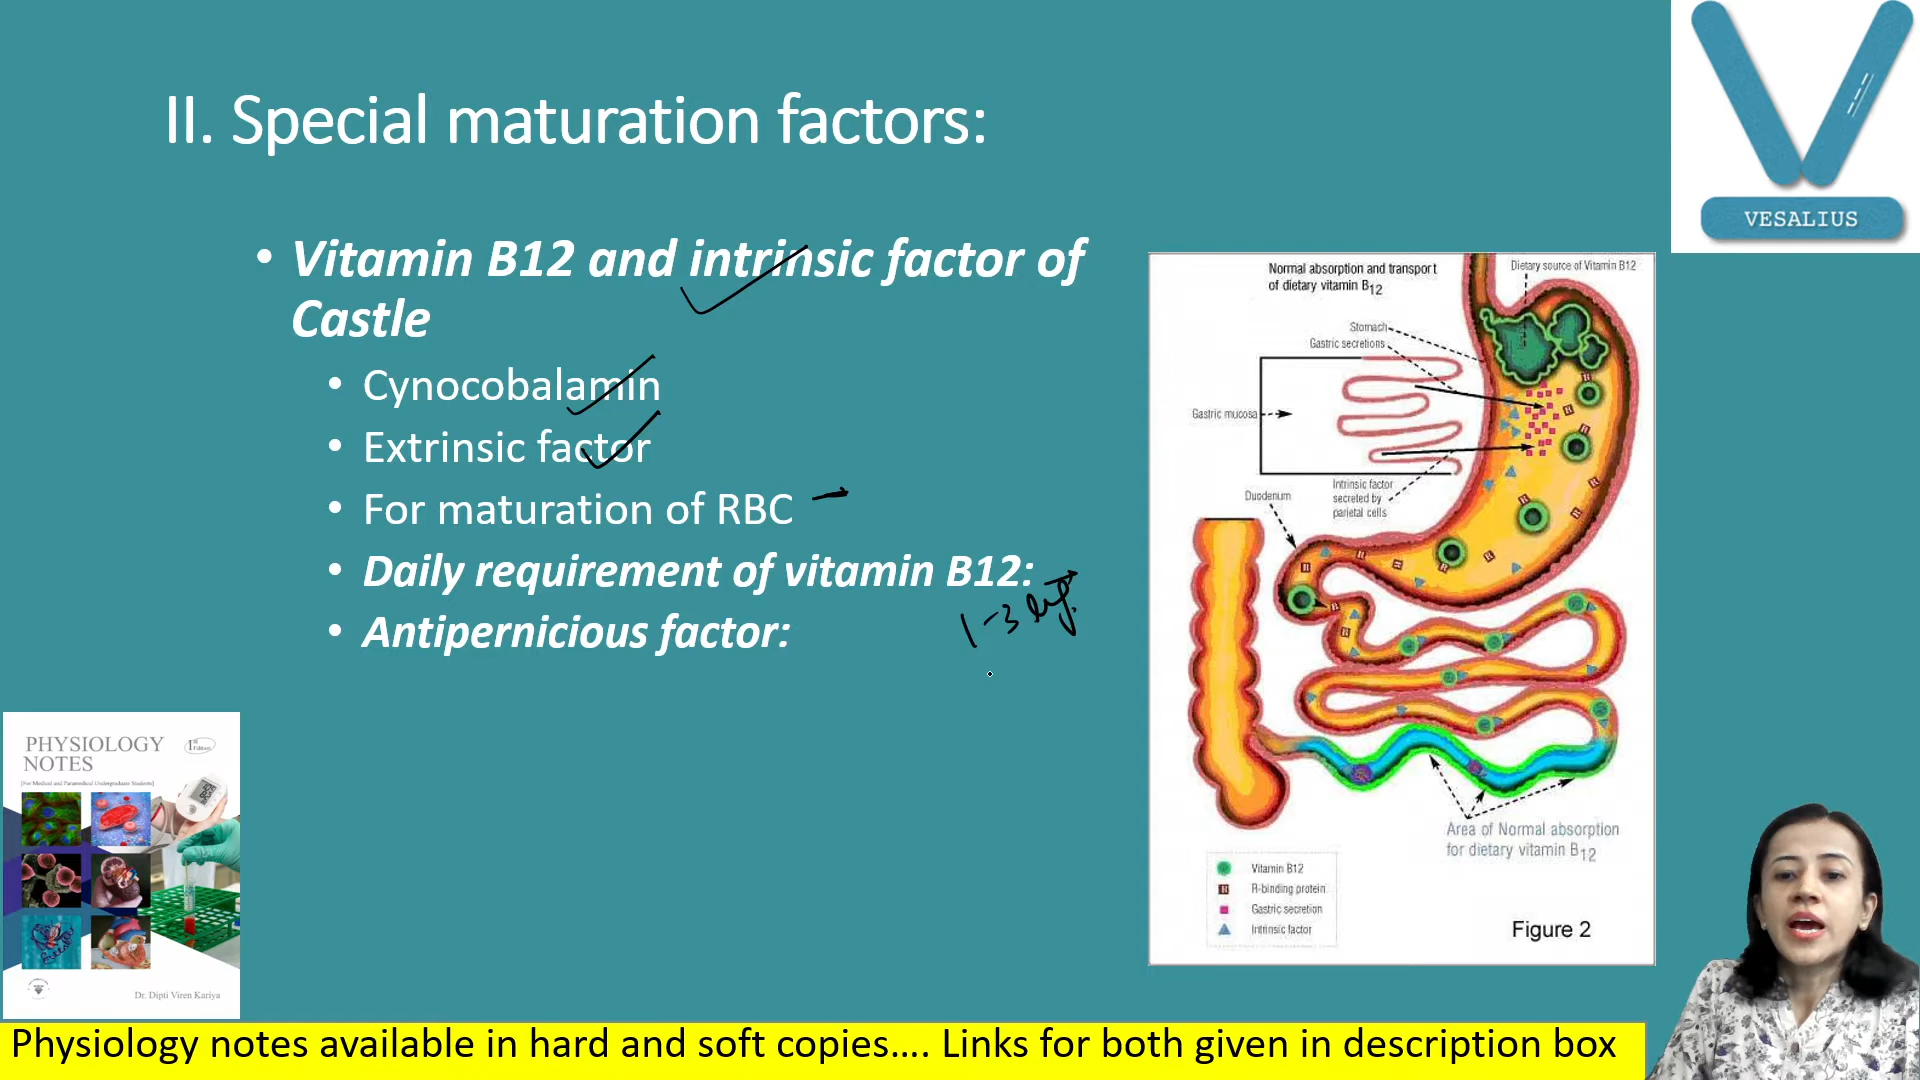 II. Special maturation factors:
VESALIUS
• Vitamin B12 and intrinsic factor of
Castle
• Cynocobalamin
• Extrinsic factor
• For maturation of RBC
• Daily requirement of vitamin B12:
1-3
• Antipernicious factor:
Normal absorption and transport
of dietary vitamin B12
Dietary source of Vitamin B12
Stomach
Gastric secretions
Gastric mucosa
Intrinsic factor
secreted by
parietal cells
Duodenum
Area of Normal absorption
for dietary vitamin B12
Vitamin B12
R R-binding protein
Gastric secretion
Intrinsic factor
Figure 2
PHYSIOLOGY
NOTES
1st Edition
[For Medical and Paramedical Undergraduate Students]
Dr. Dipti Viren Kariya
Physiology notes available in hard and soft copies.... Links for both given in description box